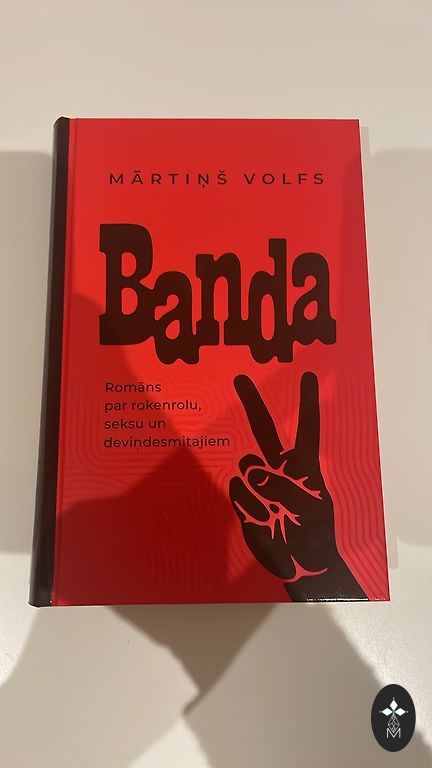 MĀRTIŅŠ VOLFS
Banda
Romāns
par rokenrolu,
seksu un
deviņdesmitajiem
M